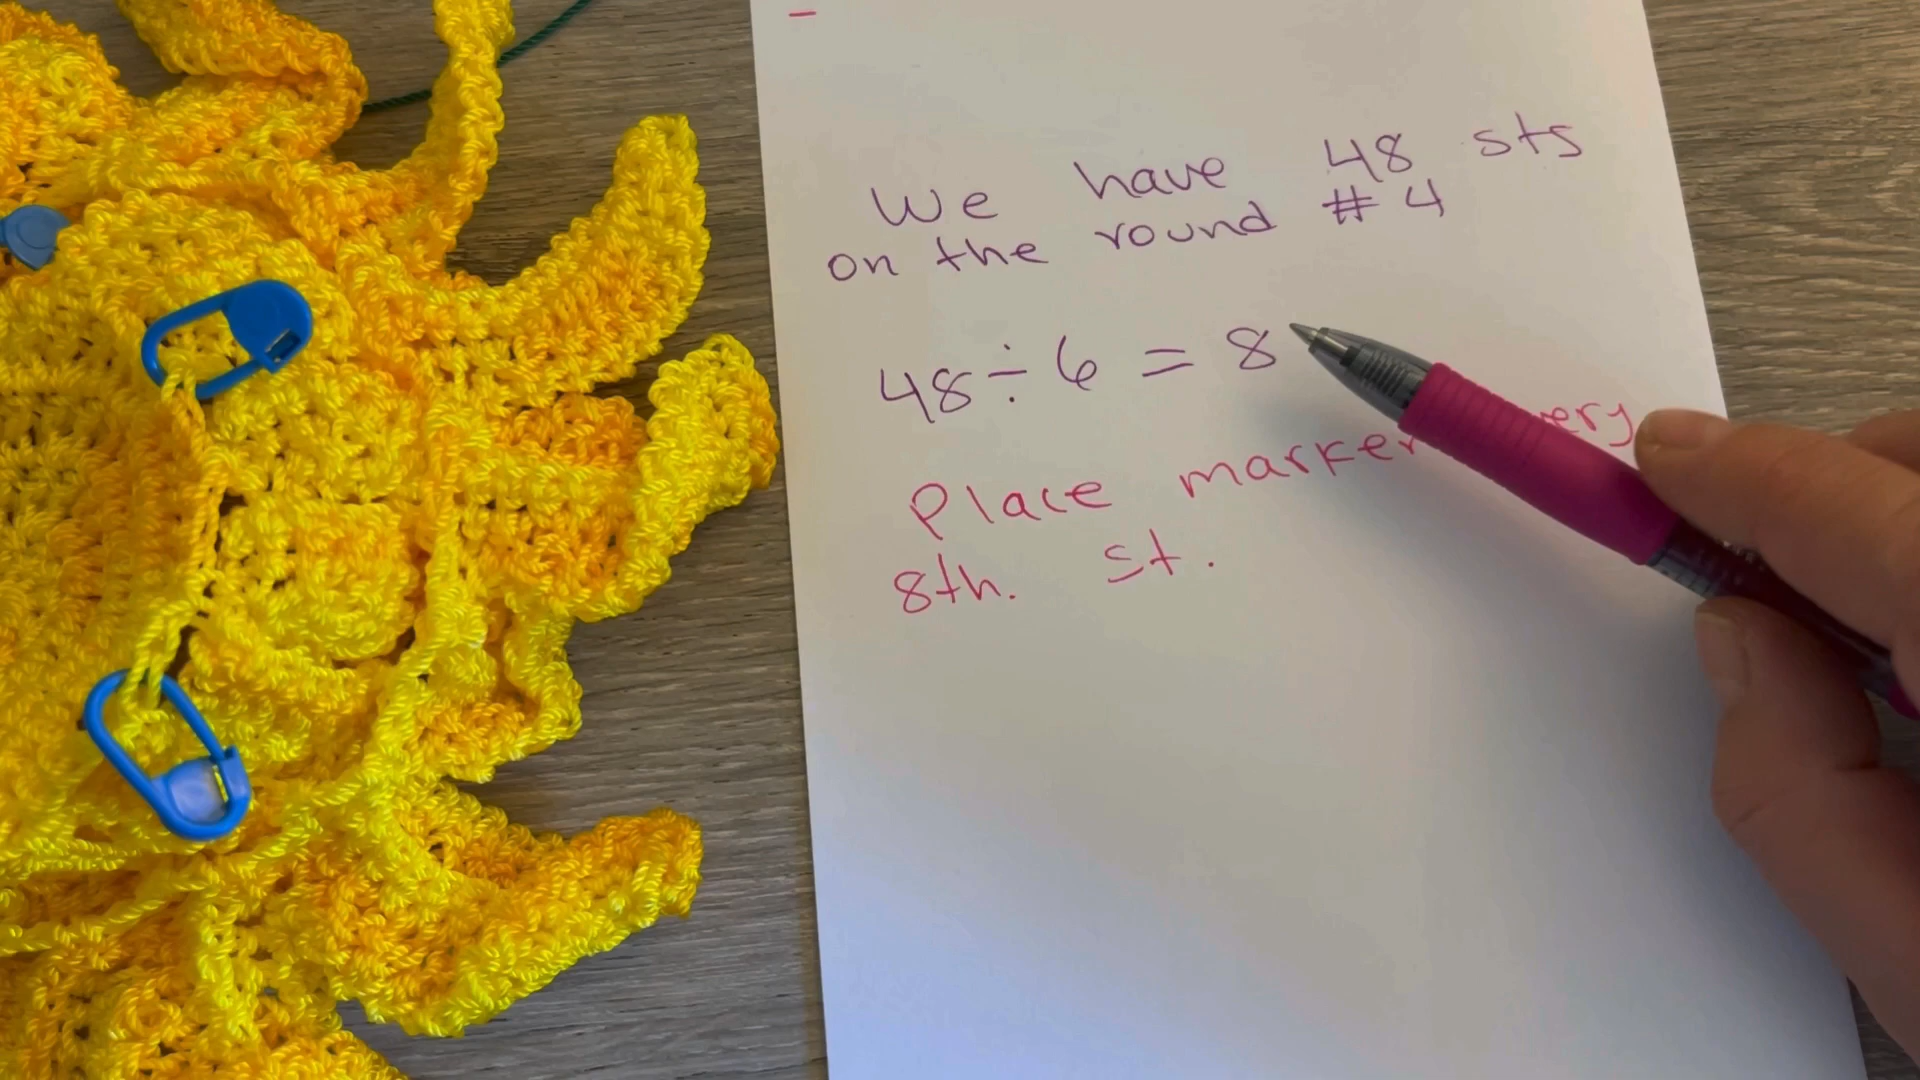 We have 48 sts
on the round #4
48÷6 = 8
Place marker
8th. st.